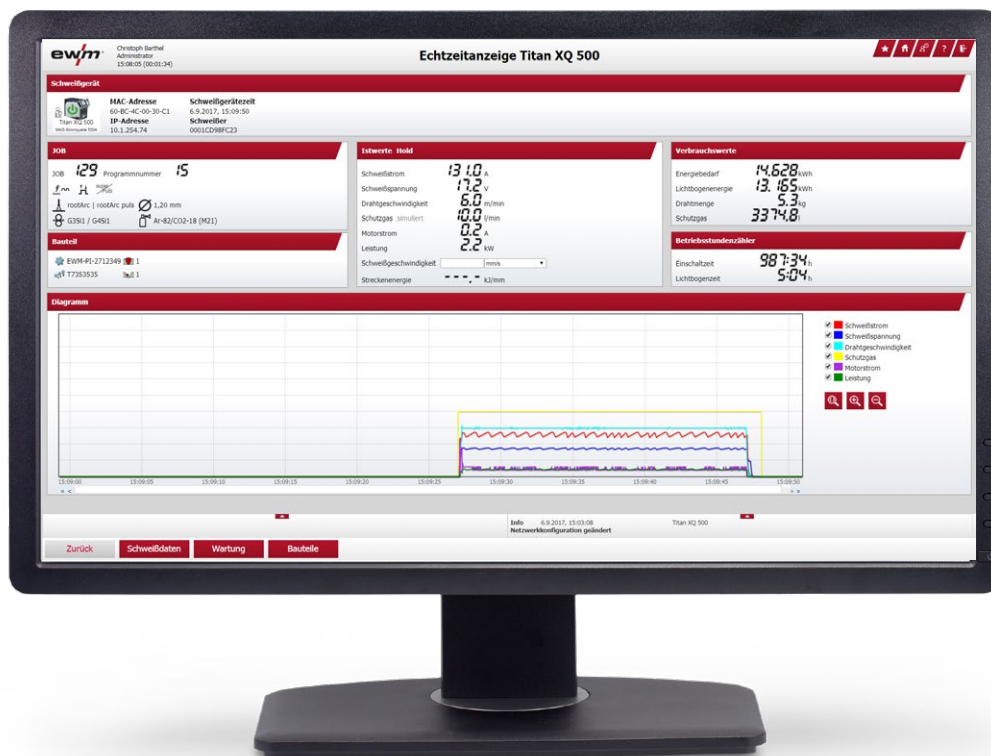 ewm
Christoph Barthel
Administrator
15:08:05 (00:01:34)
Echtzeitanzeige Titan XQ 500
?
Schweißgerät
Titan XQ 500
MAC-Adresse
60-BC-4C-00-30-C1
IP-Adresse
10.1.254.74
Schweißgerätezeit
6.9.2017, 15:09:50
Schweißer
0001CD98FC23
JOB
JOB 129 Programmnummer 15
rootArc | rootArc puls 1,20 mm
G3Si1 / G4Si1 Ar-82/CO2-18 (M21)
Bauteil
EWM-PI-2712349 1
T7353535 1
Istwerte Hold
Schweißstrom 131.0 A
Schweißspannung 17.2 V
Drahtgeschwindigkeit 6.0 m/min
Schutzgas simuliert 10.0 l/min
Motorstrom 0.2 A
Leistung 2.2 kW
Schweißgeschwindigkeit mm/s
Streckenenergie ---.- kJ/mm
Verbrauchswerte
Energiebedarf 14.628 kWh
Lichtbogenenergie 13.165 kWh
Drahtmenge 5.3 kg
Schutzgas 3374.8 l
Betriebsstundenzähler
Einschaltzeit 987:34 h
Lichtbogenzeit 5:04 h
Diagramm
Schweißstrom
Schweißspannung
Drahtgeschwindigkeit
Schutzgas
Motorstrom
Leistung
15:09:00 15:09:05 15:09:10 15:09:15 15:09:20 15:09:25 15:09:30 15:09:35 15:09:40 15:09:45 15:09:50
Info 6.9.2017, 15:03:08 Titan XQ 500
Netzwerkkonfiguration geändert
Zurück Schweißdaten Wartung Bauteile